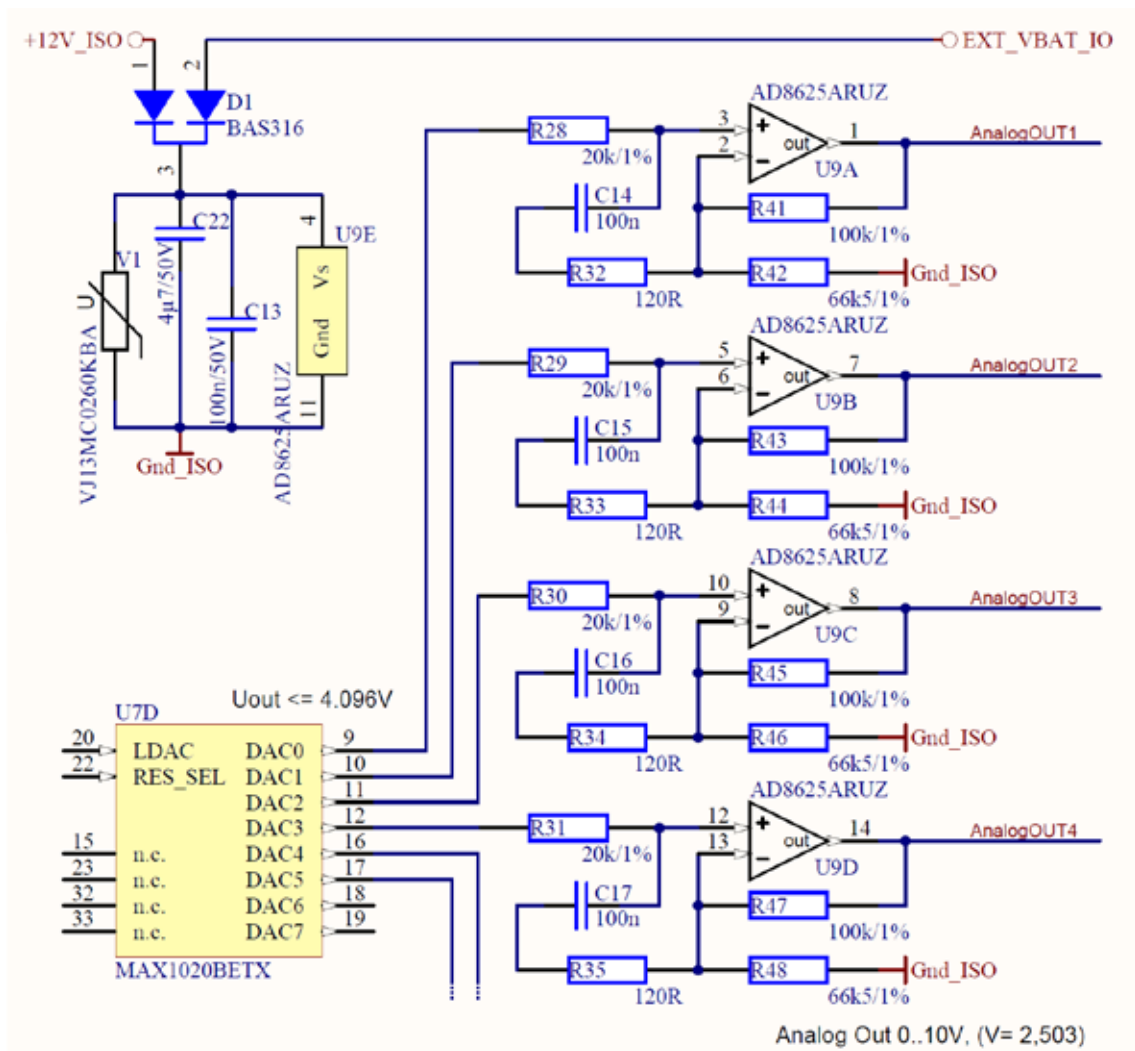 +12V_ISO
EXT_VBAT_IO
1
2
D1
BAS316
3
C22
4µ7/50V
V1
U
VJ13MC0260KBA
C13
100n/50V
4
U9E
Vs
Gnd
11
AD8625ARUZ
Gnd_ISO
AD8625ARUZ
R28
20k/1%
3
2
+
-
out
1
U9A
AnalogOUT1
C14
100n
R41
100k/1%
R32
120R
R42
66k5/1%
Gnd_ISO
AD8625ARUZ
R29
20k/1%
5
6
+
-
out
7
U9B
AnalogOUT2
C15
100n
R43
100k/1%
R33
120R
R44
66k5/1%
Gnd_ISO
AD8625ARUZ
R30
20k/1%
10
9
+
-
out
8
U9C
AnalogOUT3
C16
100n
R45
100k/1%
R34
120R
R46
66k5/1%
Gnd_ISO
AD8625ARUZ
R31
20k/1%
12
13
+
-
out
14
U9D
AnalogOUT4
C17
100n
R47
100k/1%
R35
120R
R48
66k5/1%
Gnd_ISO
Uout <= 4.096V
U7D
20 LDAC DAC0 9
22 RES_SEL DAC1 10
DAC2 11
DAC3 12
15 n.c. DAC4 16
23 n.c. DAC5 17
32 n.c. DAC6 18
33 n.c. DAC7 19
MAX1020BETX
Analog Out 0..10V, (V= 2,503)